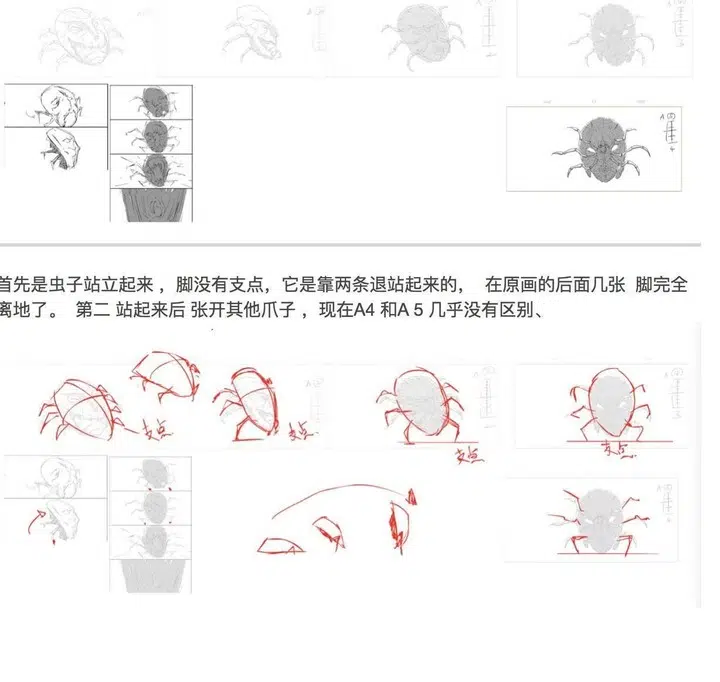 首先是虫子站立起来 ，脚没有支点，它是靠两条退站起来的， 在原画的后面几张 脚完全
离地了。 第二 站起来后 张开其他爪子 ，现在A4 和A 5 几乎没有区别、
支点
支点
支点
支点